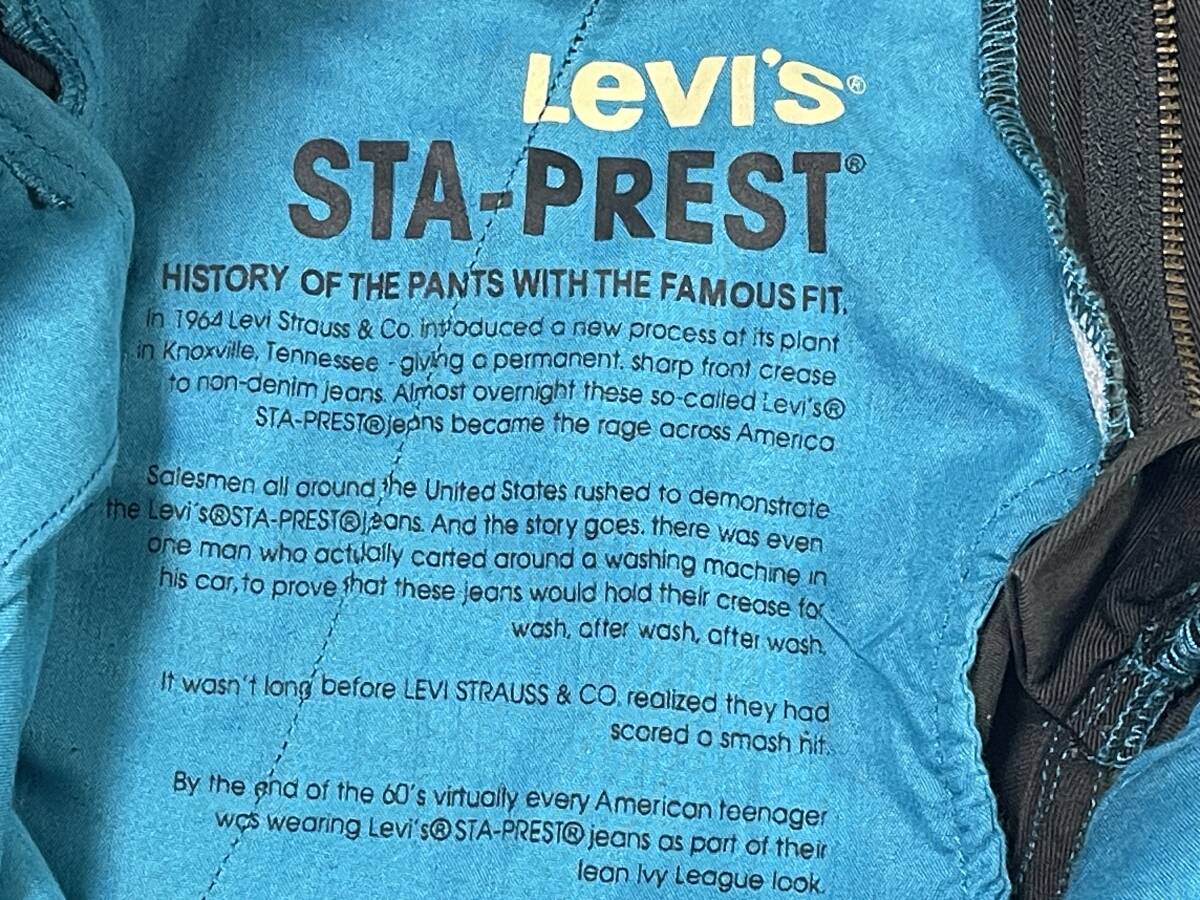 Levi's®
STA-PREST®
HISTORY OF THE PANTS WITH THE FAMOUS FIT.
In 1964 Levi Strauss & Co. introduced a new process at its plant
in Knoxville, Tennessee - giving a permanent, sharp front crease
to non-denim jeans. Almost overnight these so-called Levi's®
STA-PREST® jeans became the rage across America
Salesmen all around the United States rushed to demonstrate
the Levi's® STA-PREST® jeans. And the story goes, there was even
one man who actually carted around a washing machine in
his car, to prove that these jeans would hold their crease for
wash, after wash, after wash.
It wasn't long before LEVI STRAUSS & CO. realized they had
scored a smash hit.
By the end of the 60's virtually every American teenager
was wearing Levi's® STA-PREST® jeans as part of their
lean Ivy League look.